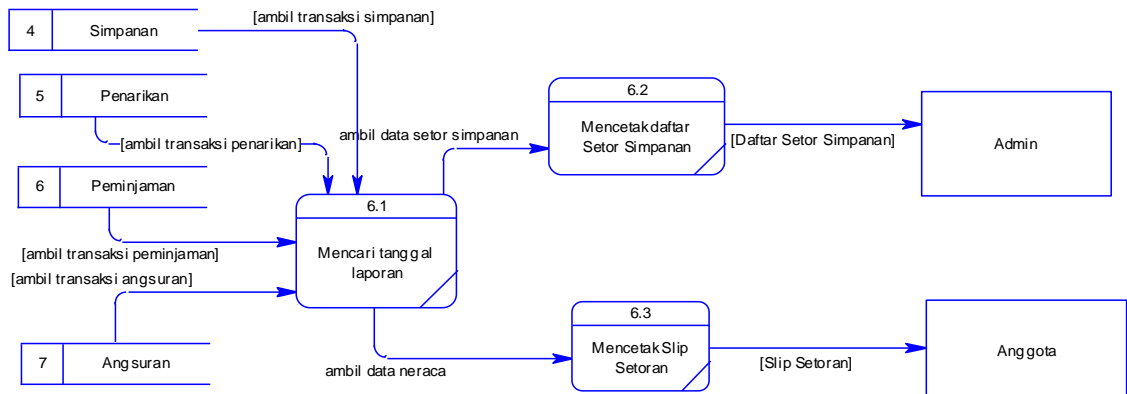 [ambil transaksi simpanan]
4 Simpanan
5 Penarikan
6.2
Mencetak daftar
Setor Simpanan
[ambil transaksi penarikan]
ambil data setor simpanan
[Daftar Setor Simpanan]
Admin
6 Peminjaman
6.1
Mencari tanggal
laporan
[ambil transaksi peminjaman]
[ambil transaksi angsuran]
7 Angsuran
ambil data neraca
6.3
Mencetak Slip
Setoran
[Slip Setoran]
Anggota